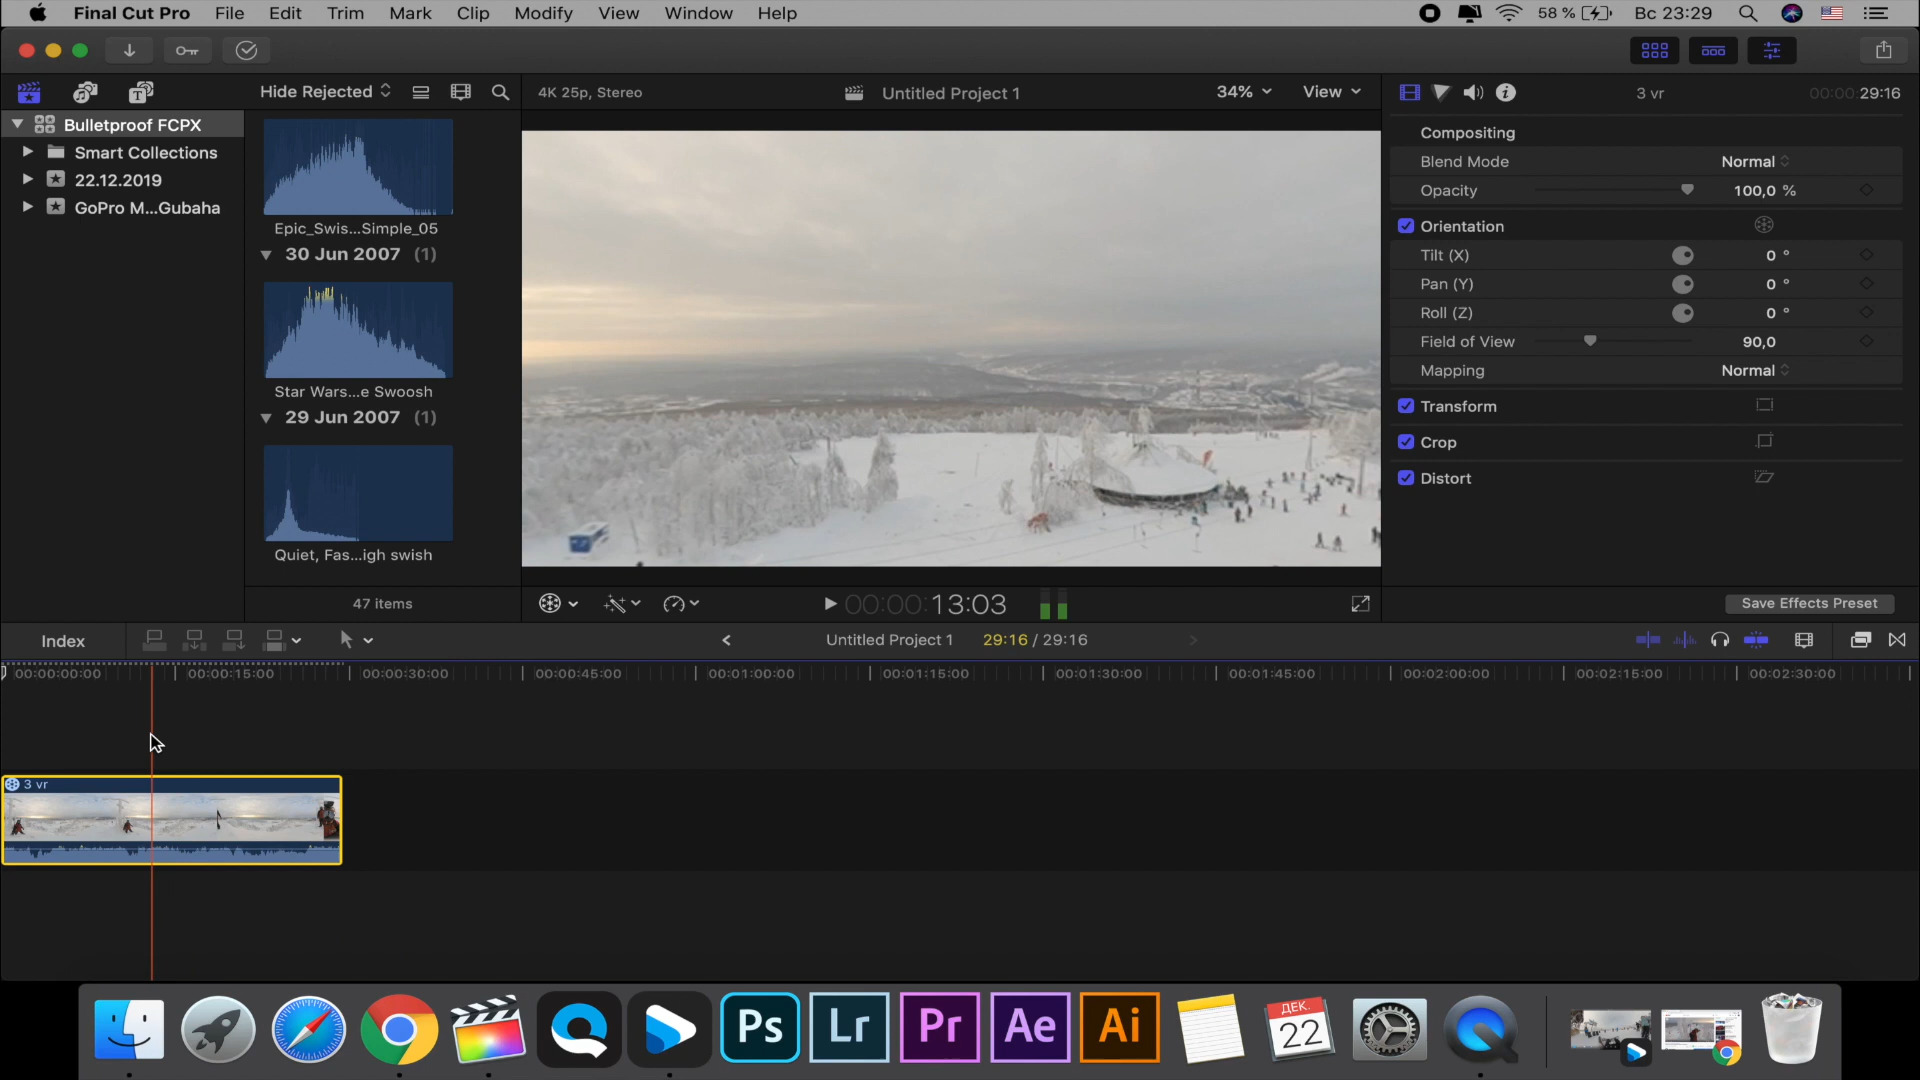 Final Cut Pro File Edit Trim Mark Clip Modify View Window Help 58 % Вс 23:29
Hide Rejected 4K 25p, Stereo Untitled Project 1 34% View 3 vr 00:00:29:16
Bulletproof FCPX
Smart Collections
22.12.2019
GoPro M...Gubaha
Epic_Swis...Simple_05
30 Jun 2007 (1)
Star Wars...e Swoosh
29 Jun 2007 (1)
Quiet, Fas...igh swish
47 items
00:00:13:03
Compositing
Blend Mode Normal
Opacity 100,0 %
Orientation
Tilt (X) 0 °
Pan (Y) 0 °
Roll (Z) 0 °
Field of View 90,0
Mapping Normal
Transform
Crop
Distort
Save Effects Preset
Index Untitled Project 1 29:16 / 29:16
00:00:00:00 00:00:15:00 00:00:30:00 00:00:45:00 00:01:00:00 00:01:15:00 00:01:30:00 00:01:45:00 00:02:00:00 00:02:15:00 00:02:30:00
3 vr
Ps Lr Pr Ae Ai ДЕК. 22